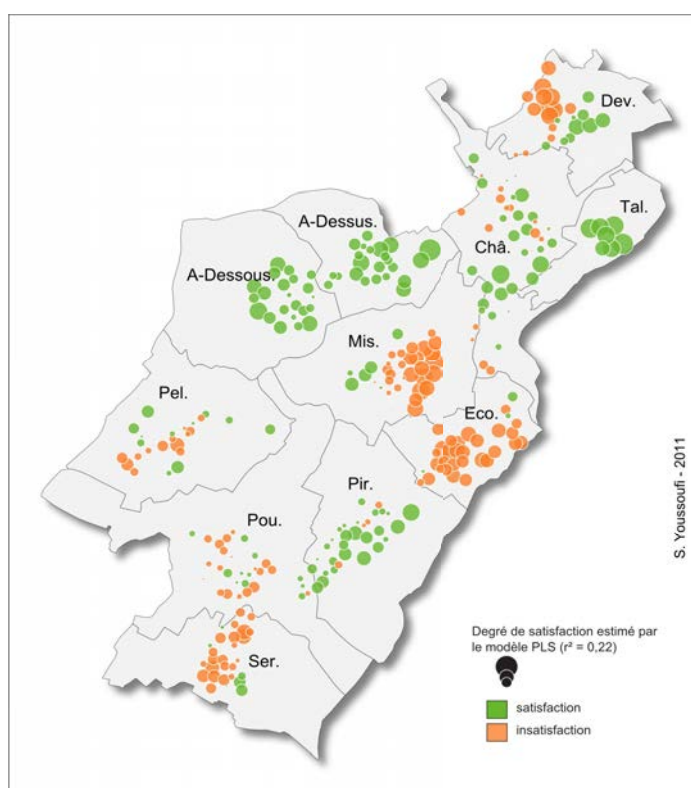 Dev.
Tal.
A-Dessus.
Châ.
A-Dessous.
Mis.
Pel.
Eco.
Pir.
Pou.
Ser.
S. Youssoufi - 2011
Degré de satisfaction estimé par
le modèle PLS (r² = 0,22)
satisfaction
insatisfaction